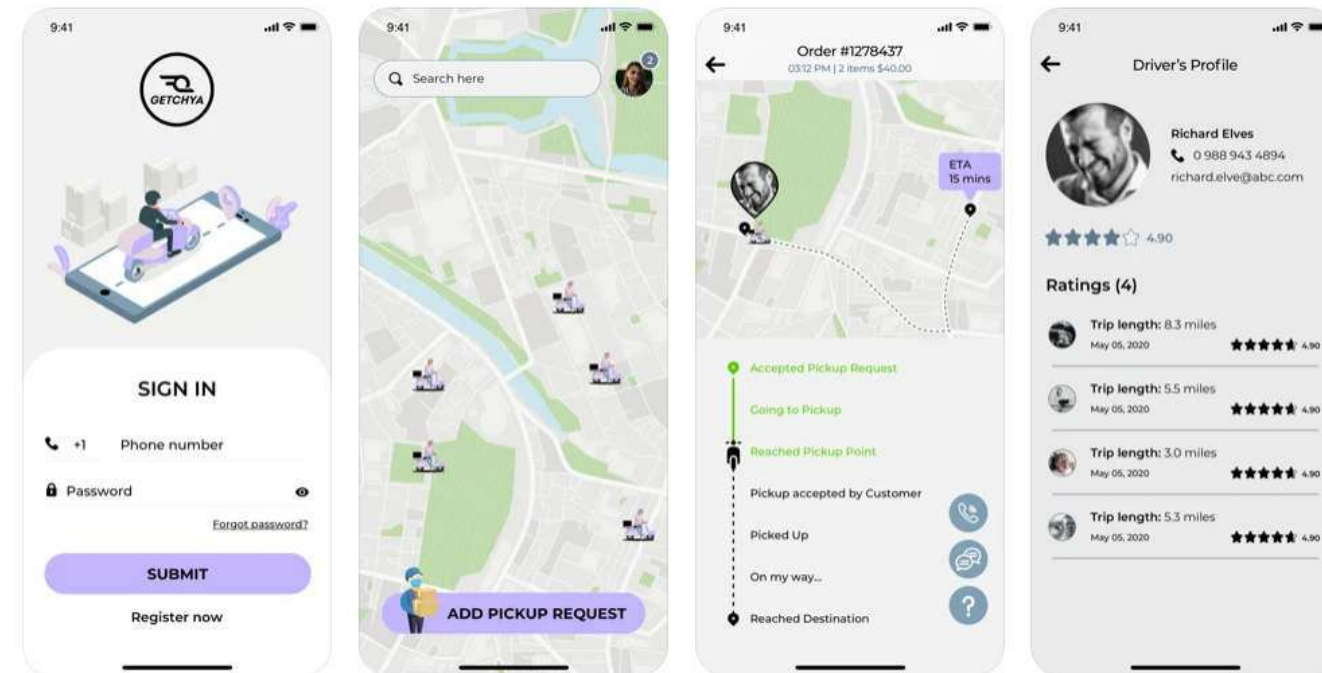 9:41
GETCHYA
SIGN IN
+1 Phone number
Password
Forgot password?
SUBMIT
Register now
9:41
Search here
2
ADD PICKUP REQUEST
9:41
Order #1278437
03:12 PM | 2 items $40.00
ETA
15 mins
Accepted Pickup Request
Going to Pickup
Reached Pickup Point
Pickup accepted by Customer
Picked Up
On my way...
Reached Destination
?
9:41
Driver's Profile
Richard Elves
0 988 943 4894
richard.elve@abc.com
4.90
Ratings (4)
Trip length: 8.3 miles
May 05, 2020 4.90
Trip length: 5.5 miles
May 05, 2020 4.90
Trip length: 3.0 miles
May 05, 2020 4.90
Trip length: 5.3 miles
May 05, 2020 4.90